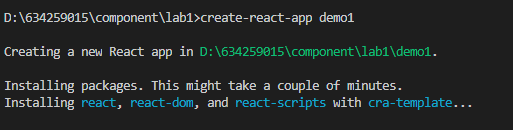 D:\634259015\component\lab1>create-react-app demo1
Creating a new React app in D:\634259015\component\lab1\demo1.
Installing packages. This might take a couple of minutes.
Installing react, react-dom, and react-scripts with cra-template...